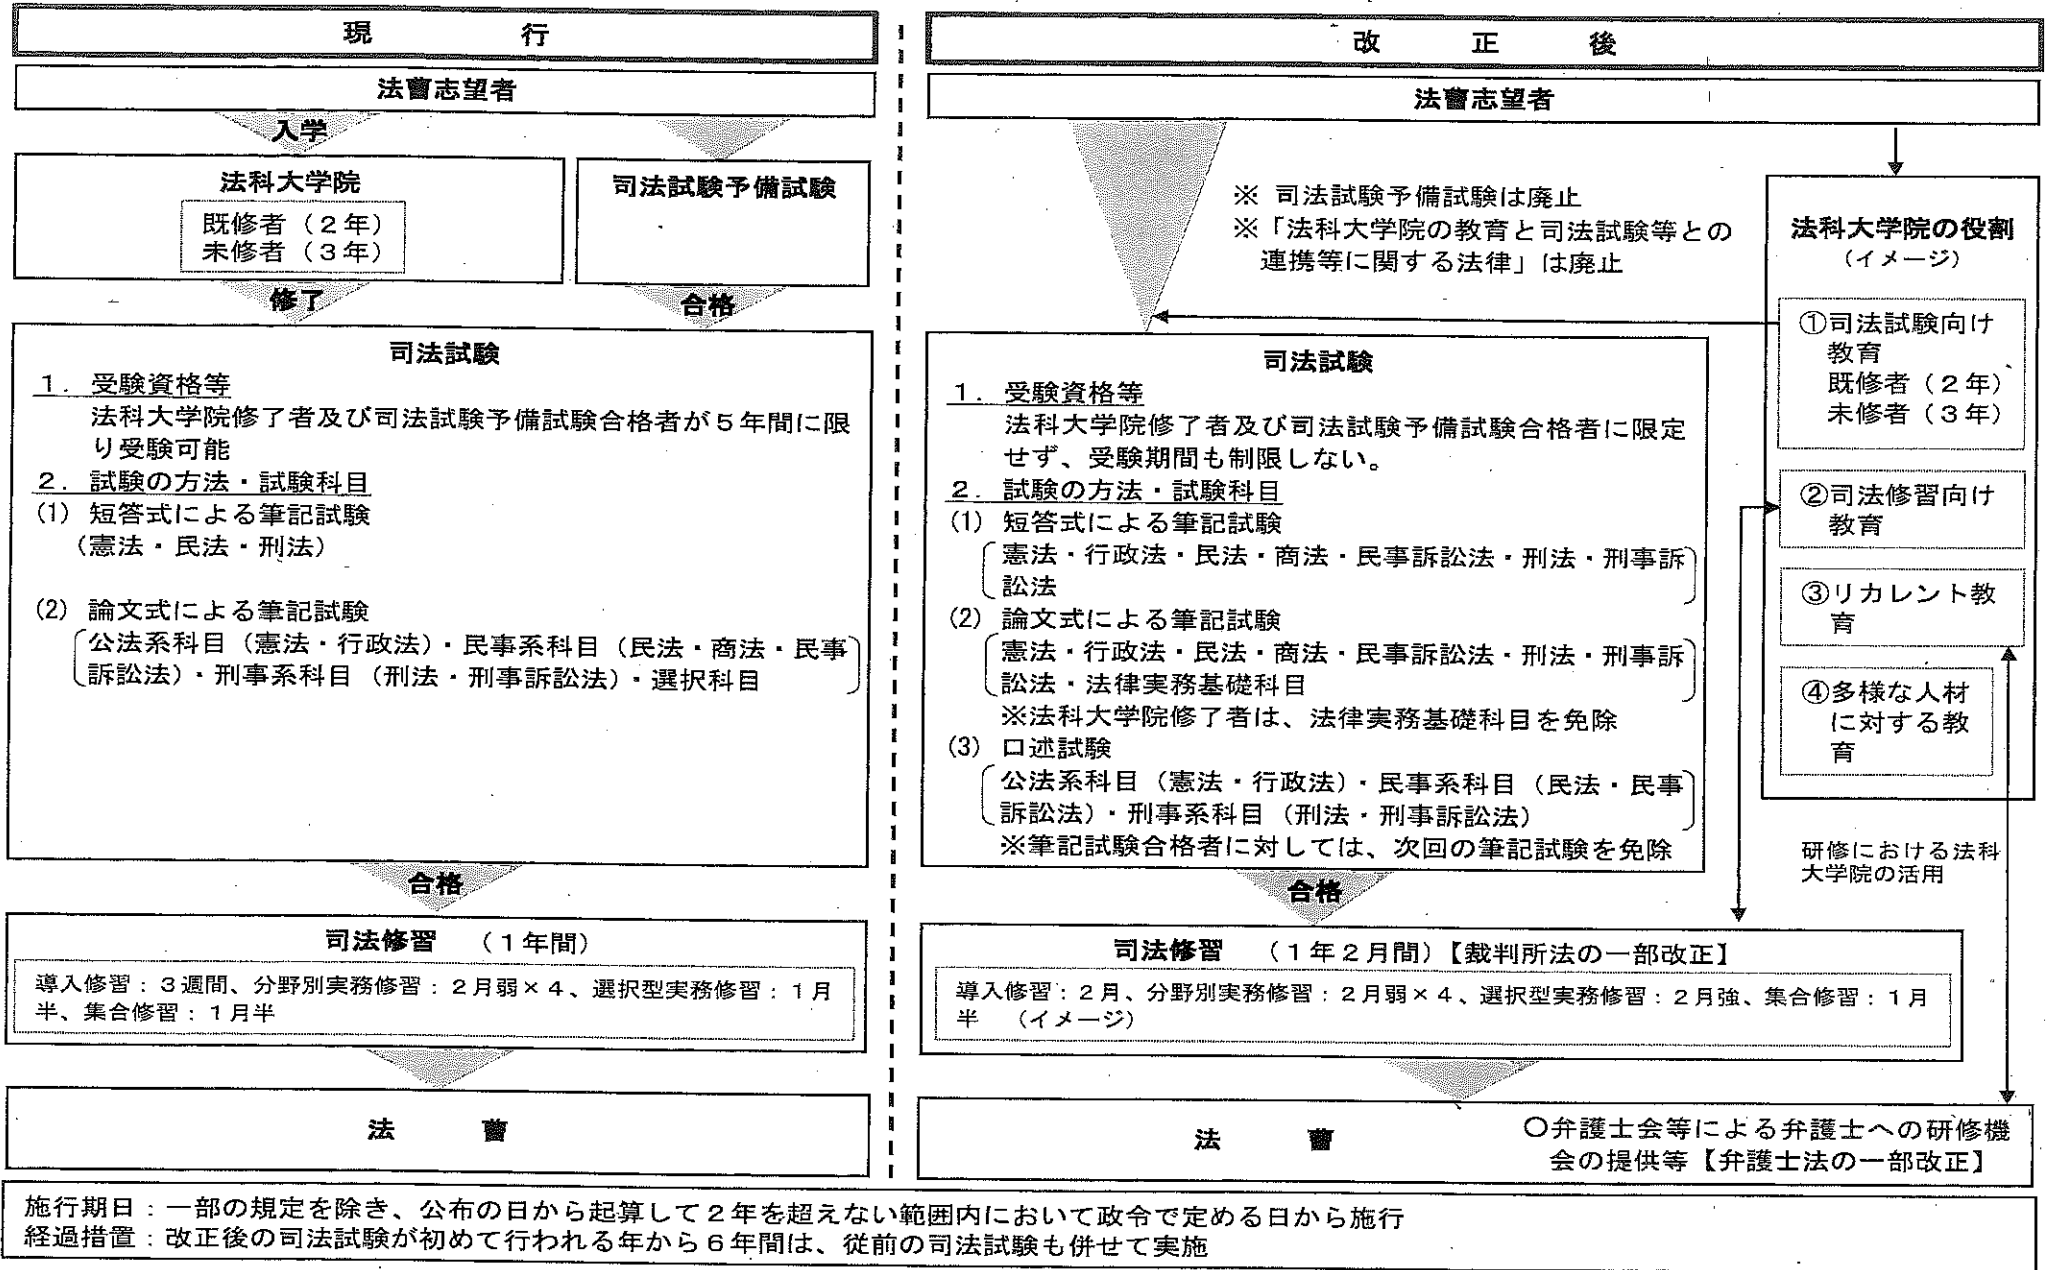 現　　　行
法曹志望者
入学
法科大学院
既修者（２年）
未修者（３年）
司法試験予備試験
修了
合格
司法試験
１．受験資格等
法科大学院修了者及び司法試験予備試験合格者が５年間に限
り受験可能
２．試験の方法・試験科目
(1) 短答式による筆記試験
（憲法・民法・刑法）
(2) 論文式による筆記試験
公法系科目（憲法・行政法）・民事系科目（民法・商法・民事
訴訟法）・刑事系科目（刑法・刑事訴訟法）・選択科目
合格
司法修習　（１年間）
導入修習：３週間、分野別実務修習：２月弱×４、選択型実務修習：１月
半、集合修習：１月半
法　　　曹
改　　正　　後
法曹志望者
※ 司法試験予備試験は廃止
※「法科大学院の教育と司法試験等との
連携等に関する法律」は廃止
司法試験
１．受験資格等
法科大学院修了者及び司法試験予備試験合格者に限定
せず、受験期間も制限しない。
２．試験の方法・試験科目
(1) 短答式による筆記試験
憲法・行政法・民法・商法・民事訴訟法・刑法・刑事訴
訟法
(2) 論文式による筆記試験
憲法・行政法・民法・商法・民事訴訟法・刑法・刑事訴
訟法・法律実務基礎科目
※法科大学院修了者は、法律実務基礎科目を免除
(3) 口述試験
公法系科目（憲法・行政法）・民事系科目（民法・民事
訴訟法）・刑事系科目（刑法・刑事訴訟法）
※筆記試験合格者に対しては、次回の筆記試験を免除
合格
法科大学院の役割
（イメージ）
①司法試験向け
教育
既修者（２年）
未修者（３年）
②司法修習向け
教育
③リカレント教
育
④多様な人材
に対する教
育
研修における法科
大学院の活用
司法修習　（１年２月間）【裁判所法の一部改正】
導入修習：２月、分野別実務修習：２月弱×４、選択型実務修習：２月強、集合修習：１月
半　（イメージ）
法　　　曹
〇弁護士会等による弁護士への研修機
会の提供等【弁護士法の一部改正】
施行期日：一部の規定を除き、公布の日から起算して２年を超えない範囲内において政令で定める日から施行
経過措置：改正後の司法試験が初めて行われる年から６年間は、従前の司法試験も併せて実施